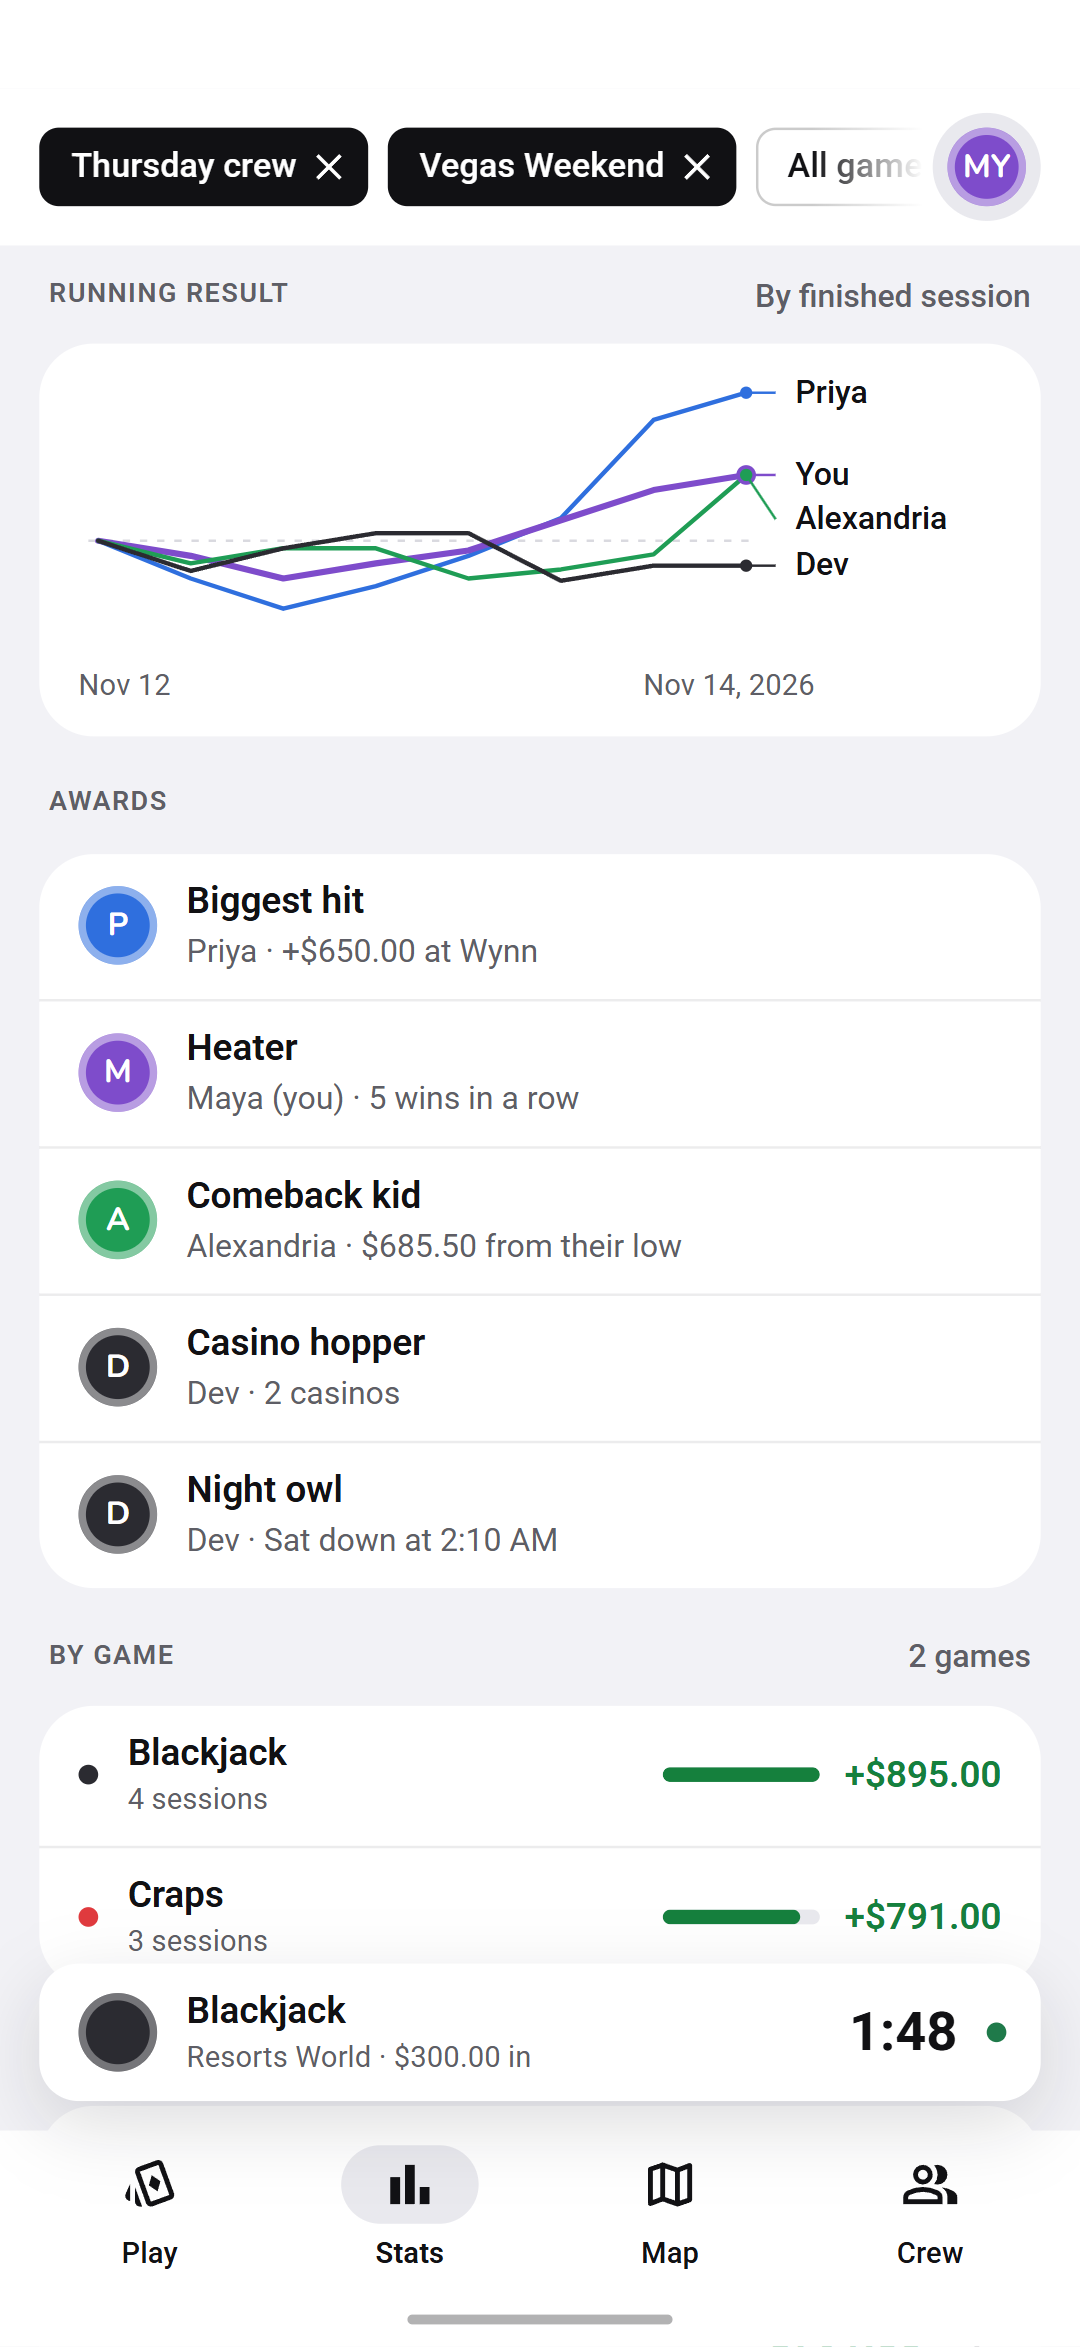 Thursday crew
Vegas Weekend
All game
MY
RUNNING RESULT
By finished session
Priya
You
Alexandria
Dev
Nov 12
Nov 14, 2026
AWARDS
P
Biggest hit
Priya · +$650.00 at Wynn
M
Heater
Maya (you) · 5 wins in a row
A
Comeback kid
Alexandria · $685.50 from their low
D
Casino hopper
Dev · 2 casinos
D
Night owl
Dev · Sat down at 2:10 AM
BY GAME
2 games
Blackjack
4 sessions
+$895.00
Craps
3 sessions
+$791.00
Blackjack
Resorts World · $300.00 in
1:48
Play
Stats
Map
Crew